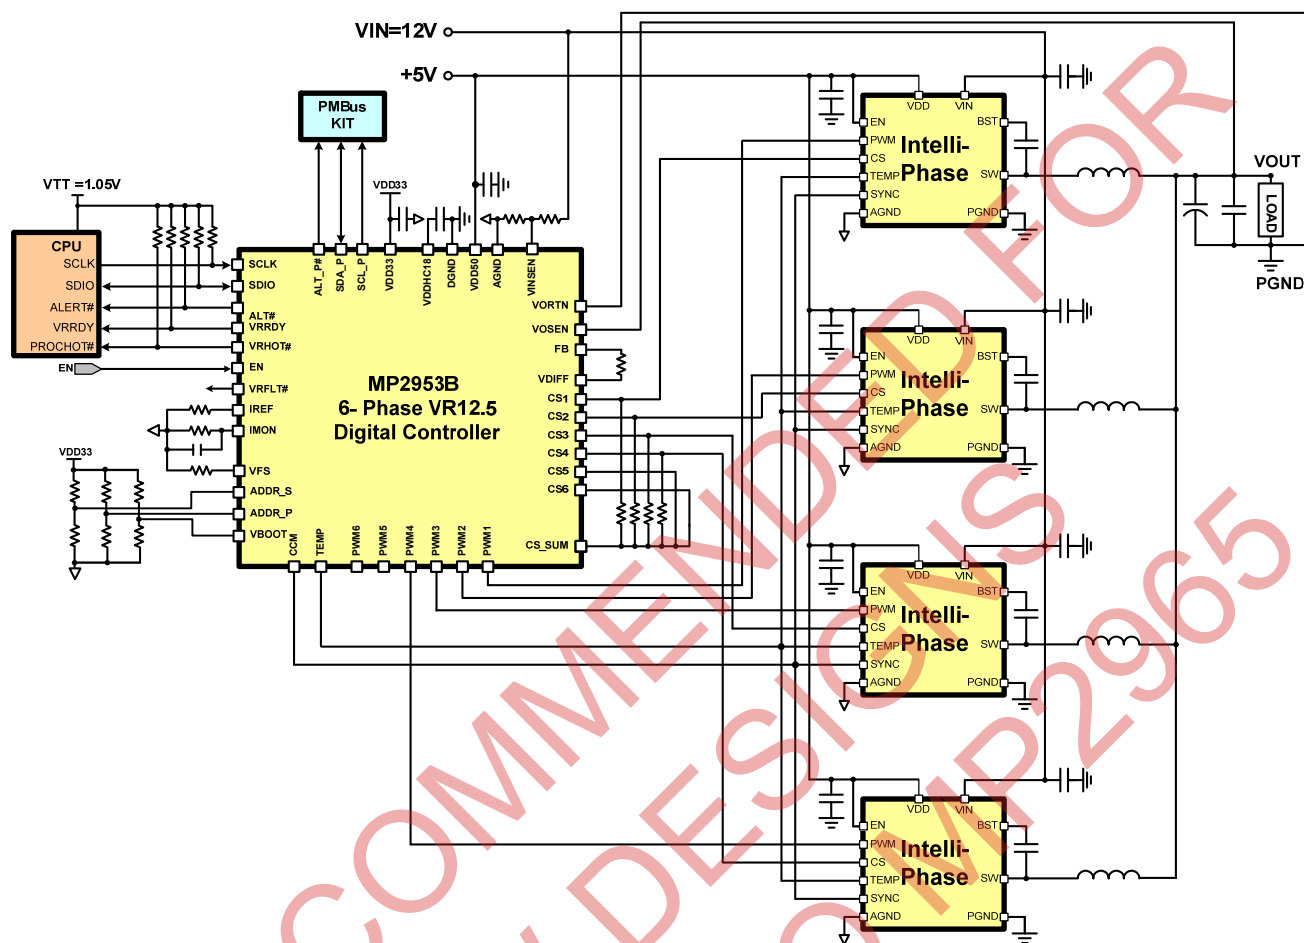 VIN=12V
+5V
PMBus
KIT
VTT =1.05V
VDD33
CPU
SCLK
SDIO
ALERT#
VRRDY
PROCHOT#
EN
SCLK
SDIO
ALT#
VRRDY
VRHOT#
EN
VRFLT#
IREF
IMON
VFS
ADDR_S
ADDR_P
VBOOT
VDD33
ALT_P#
SDA_P
SCL_P
VDD33
VDDHC18
DGND
VDD50
AGND
VINSEN
MP2953B
6- Phase VR12.5
Digital Controller
VORTN
VOSEN
FB
VDIFF
CS1
CS2
CS3
CS4
CS5
CS6
CS_SUM
CCM
TEMP
PWM6
PWM5
PWM4
PWM3
PWM2
PWM1
VDD
VIN
EN
PWM
CS
TEMP
SYNC
AGND
Intelli-
Phase
BST
SW
PGND
VDD
VIN
EN
PWM
CS
TEMP
SYNC
AGND
Intelli-
Phase
BST
SW
PGND
VDD
VIN
EN
PWM
CS
TEMP
SYNC
AGND
Intelli-
Phase
BST
SW
PGND
VDD
VIN
EN
PWM
CS
TEMP
SYNC
AGND
Intelli-
Phase
BST
SW
PGND
VOUT
LOAD
PGND
COMMENDED FOR
DESIGNS
MP2965